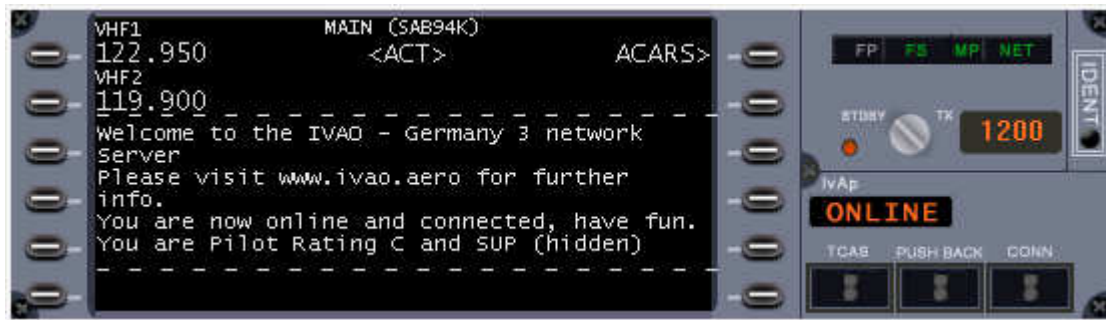 VHF1 MAIN (SAB94K)
122.950 <ACT> ACARS>
VHF2
119.900
Welcome to the IVAO - Germany 3 network
Server
Please visit www.ivao.aero for further
info.
You are now online and connected, have fun.
You are Pilot Rating C and SUP (hidden)
FP FS MP NET
IDENT
STDBY TX 1200
IvAp
ONLINE
TCAS PUSH BACK CONN